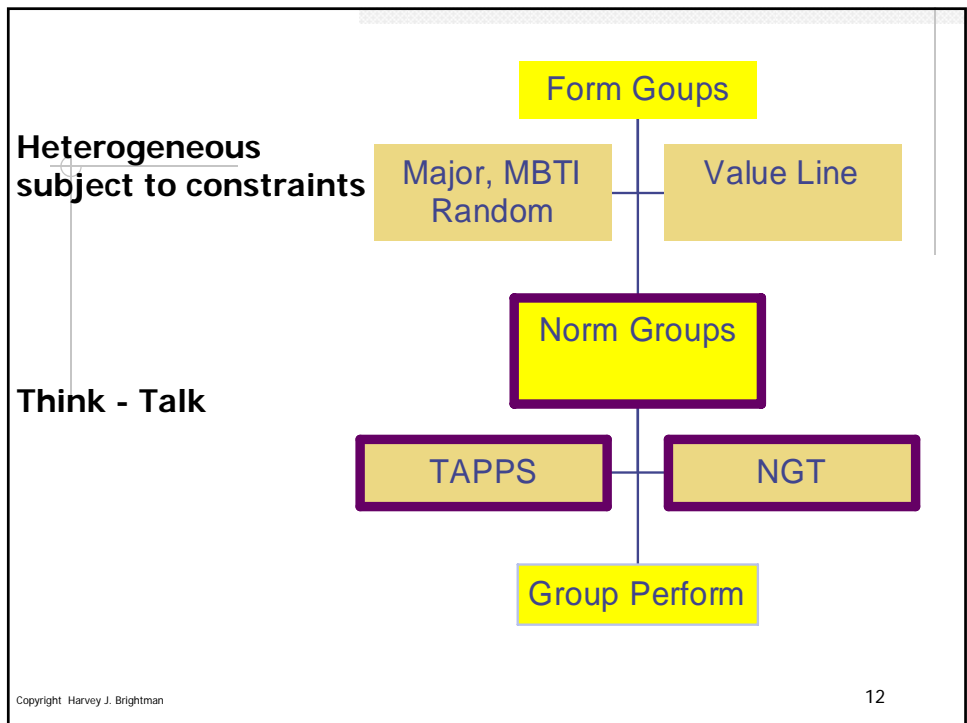 Form Goups
Heterogeneous
subject to constraints
Major, MBTI
Random
Value Line
Norm Groups
Think - Talk
TAPPS
NGT
Group Perform
Copyright Harvey J. Brightman
12